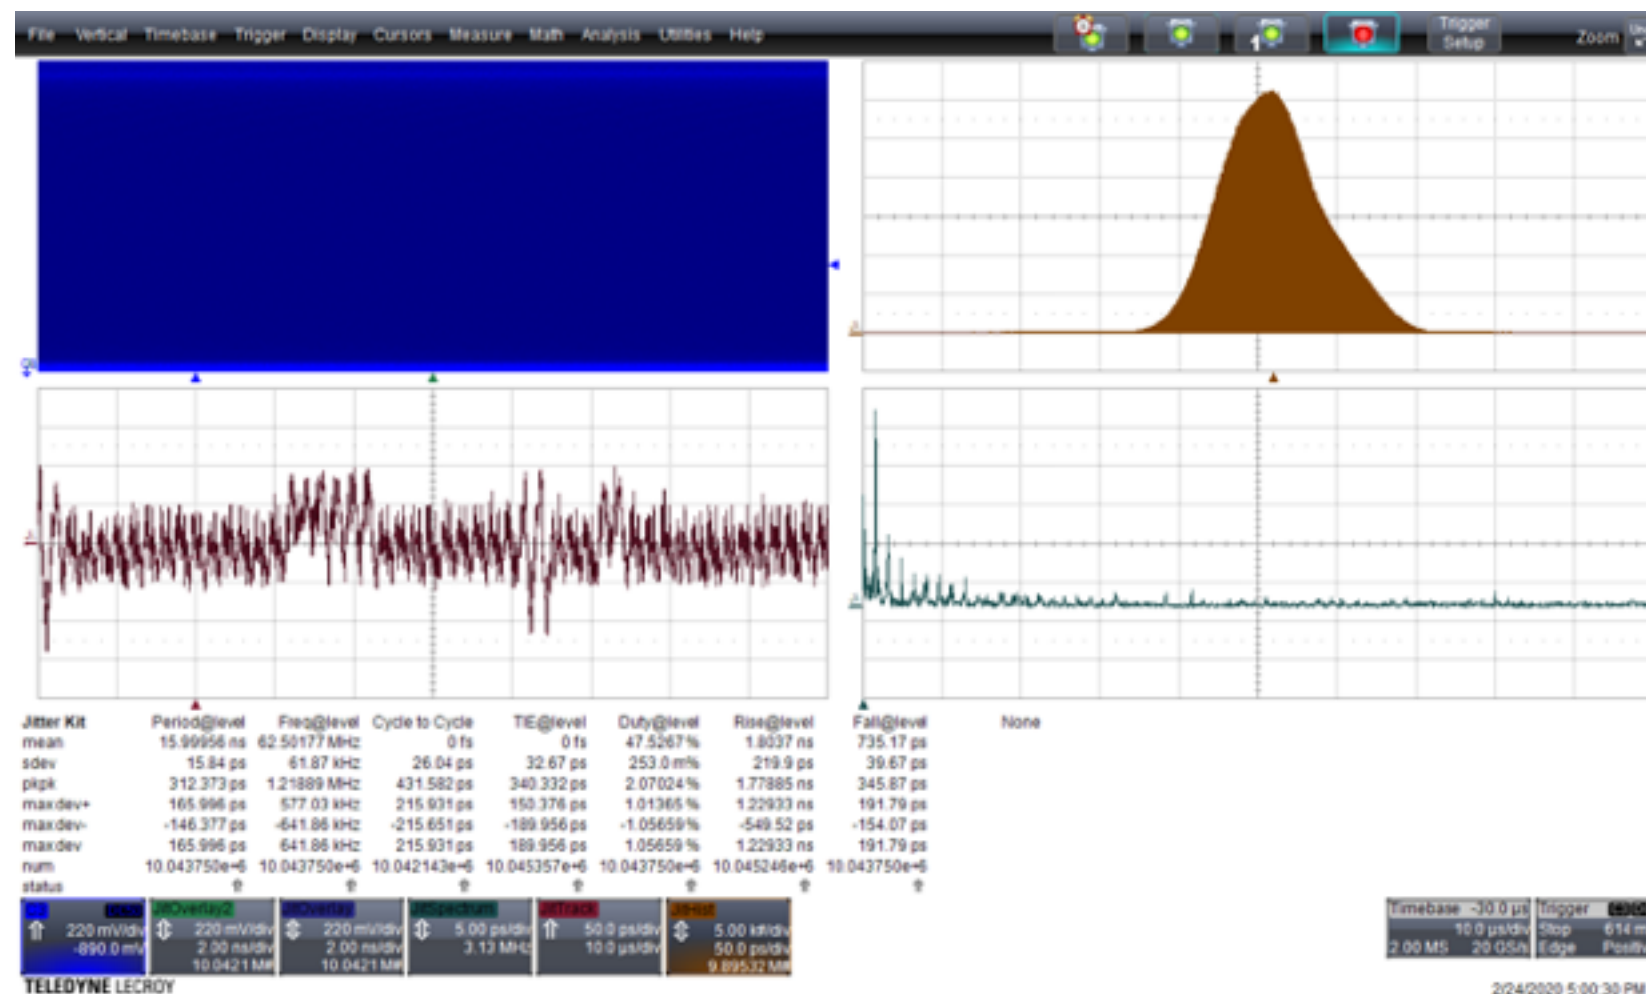 File Vertical Timebase Trigger Display Cursors Measure Math Analysis Utilities Help
Trigger
Setup
Zoom
1
Jitter Kit Period@level Freq@level Cycle to Cycle TIE@level Duty@level Rise@level Fall@level None
mean 15.99956 ns 62.50177 MHz 0 fs 0 fs 47.5267 % 1.8037 ns 735.17 ps
sdev 15.84 ps 61.87 kHz 26.04 ps 32.67 ps 253.0 m% 219.9 ps 39.67 ps
pkpk 312.373 ps 1.21889 MHz 431.582 ps 340.332 ps 2.07024 % 1.77885 ns 345.87 ps
maxdev+ 165.996 ps 577.03 kHz 215.931 ps 150.376 ps 1.01365 % 1.22933 ns 191.79 ps
maxdev- -146.377 ps -641.86 kHz -215.651 ps -189.956 ps -1.05659 % -549.52 ps -154.07 ps
maxdev 165.996 ps 641.86 kHz 215.931 ps 189.956 ps 1.05659 % 1.22933 ns 191.79 ps
num 10.043750e+6 10.043750e+6 10.042143e+6 10.045357e+6 10.043750e+6 10.045246e+6 10.043750e+6
status
JitOverlay2 JitOverlay JitSpectrum JitTrack JitHist Timebase -30.0 µs Trigger
220 mV/div 220 mV/div 220 mV/div 5.00 ps/div 50.0 ps/div 5.00 k#/div 10.0 µs/div Stop 614 m
-890.0 mV 2.00 ns/div 2.00 ns/div 3.13 MHz 10.0 µs/div 50.0 ps/div 2.00 MS 20 GS/s Edge Positiv
10.0421 M# 10.0421 M# 9.89532 M#
TELEDYNE LECROY 2/24/2020 5:00:30 PM